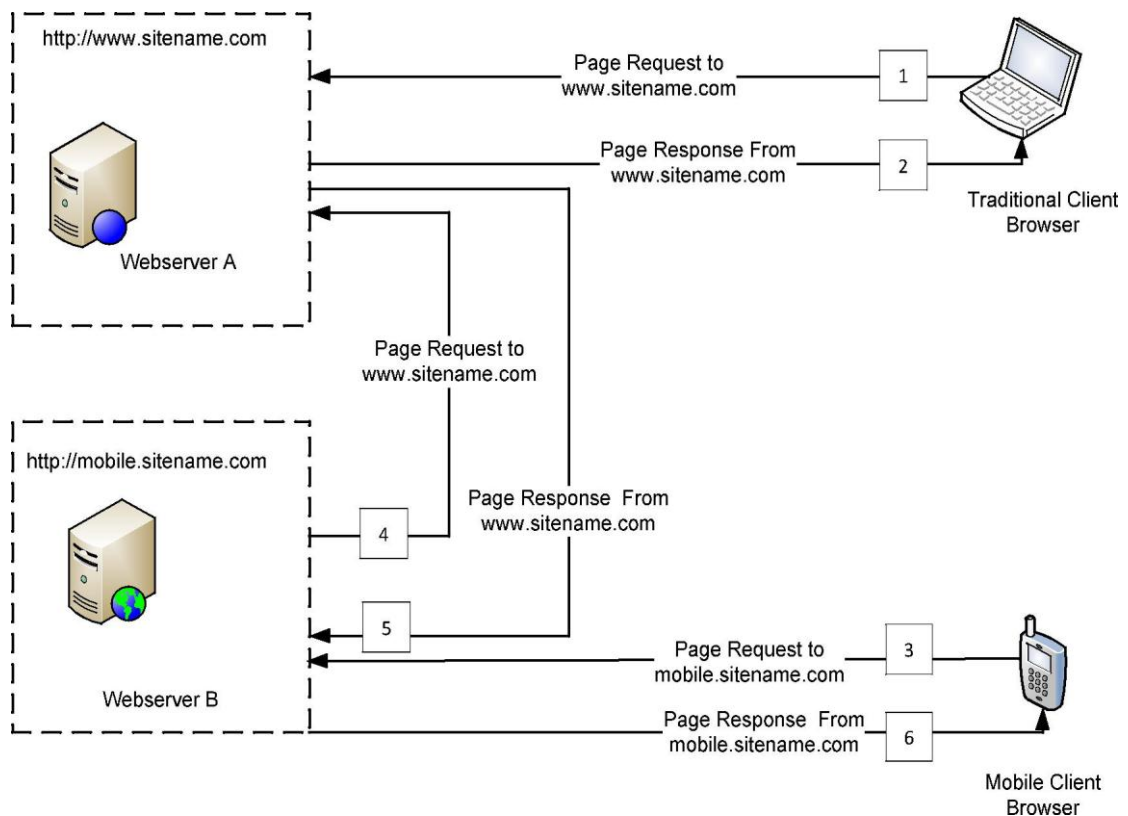 http://www.sitename.com
Page Request to
www.sitename.com
1
Page Response From
www.sitename.com
2
Traditional Client
Browser
Webserver A
Page Request to
www.sitename.com
http://mobile.sitename.com
Page Response  From
www.sitename.com
4
5
Page Request to
mobile.sitename.com
3
Webserver B
Page Response  From
mobile.sitename.com
6
Mobile Client
Browser